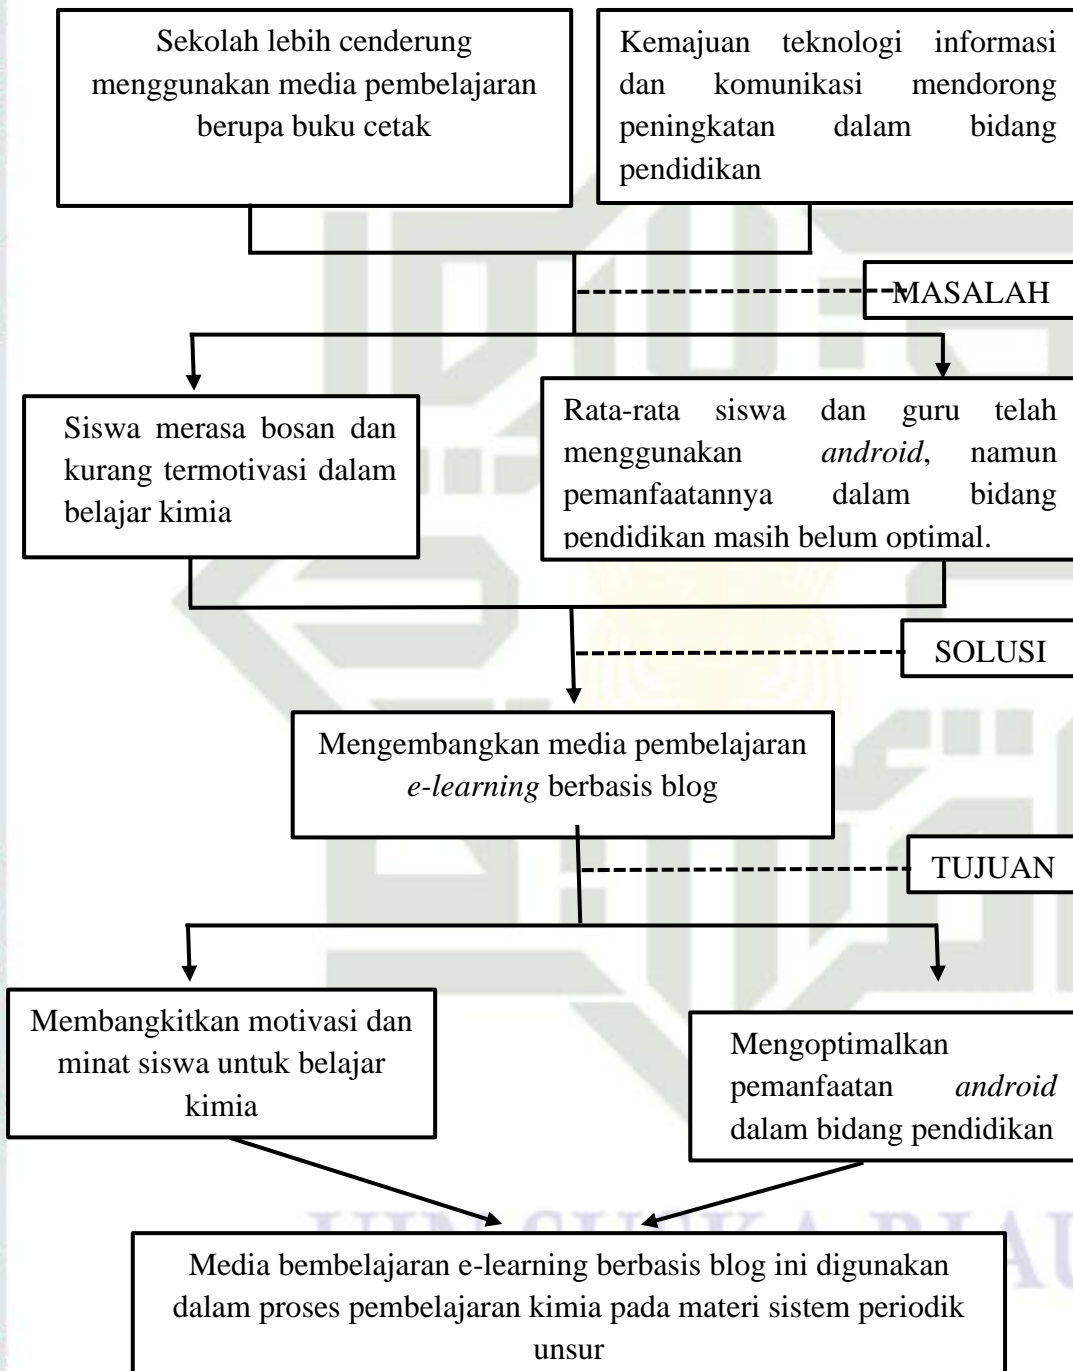 Sekolah lebih cenderung
menggunakan media pembelajaran
berupa buku cetak
Kemajuan teknologi informasi
dan komunikasi mendorong
peningkatan dalam bidang
pendidikan
MASALAH
Siswa merasa bosan dan
kurang termotivasi dalam
belajar kimia
Rata-rata siswa dan guru telah
menggunakan android, namun
pemanfaatannya dalam bidang
pendidikan masih belum optimal.
SOLUSI
Mengembangkan media pembelajaran
e-learning berbasis blog
TUJUAN
Membangkitkan motivasi dan
minat siswa untuk belajar
kimia
Mengoptimalkan
pemanfaatan android
dalam bidang pendidikan
UIN SUSKA RIAU
Media bembelajaran e-learning berbasis blog ini digunakan
dalam proses pembelajaran kimia pada materi sistem periodik
unsur